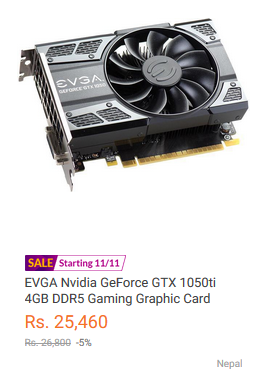 EVGA
GEFORCE GTX 1050
SALE Starting 11/11
EVGA Nvidia GeForce GTX 1050ti
4GB DDR5 Gaming Graphic Card
Rs. 25,460
Rs. 26,800 -5%
Nepal